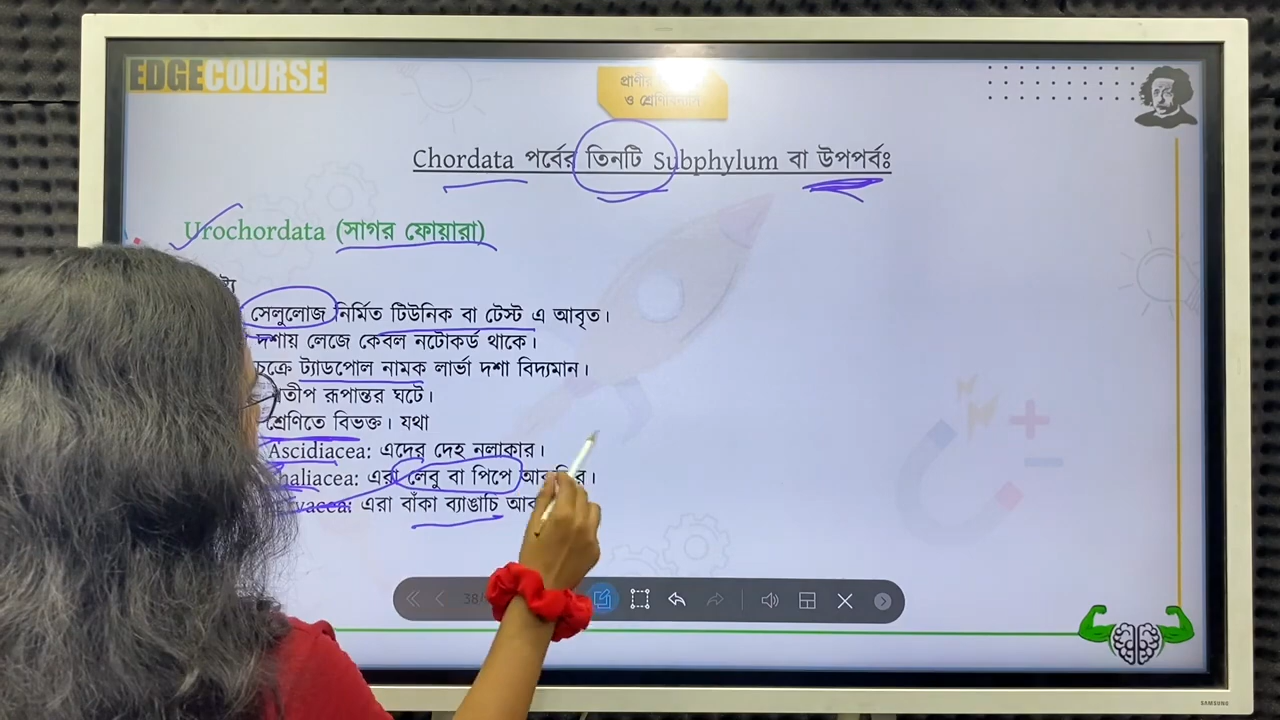 EDGECOURSE
ও
Chordata পর্বের তিনটি Subphylum বা উপপর্বঃ
Urochordata (সাগর ফোয়ারা)
সেলুলোজ নির্মিত টিউনিক বা টেস্ট এ আবৃত।
দশায় লেজে কেবল নটোকর্ড থাকে।
চক্রে ট্যাডপোল নামক লার্ভা দশা বিদ্যমান।
রূপান্তর ঘটে।
শ্রেণিতে বিভক্ত। যথা
Ascidiacea: এদের দেহ নলাকার।
এরা লেবু বা পিপে
এরা বাঁকা ব্যাঙাচি
SAMSUNG